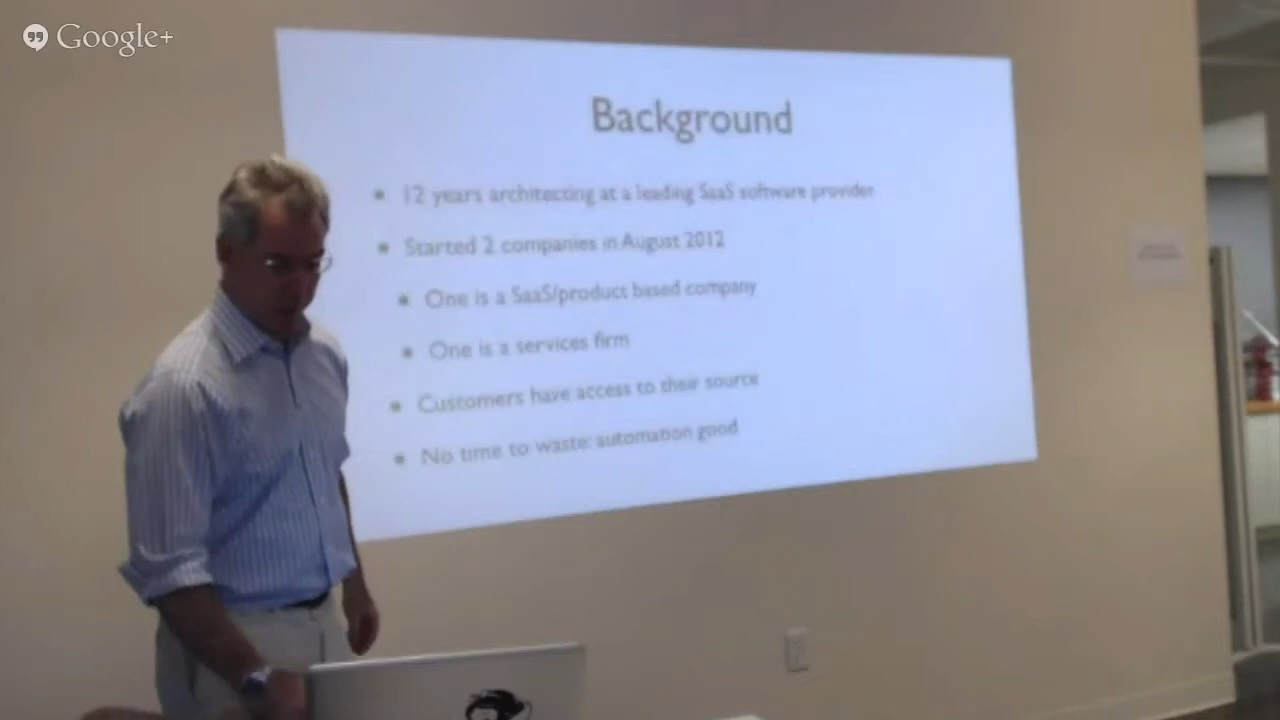 Google+
Background
12 years architecting at a leading SaaS software provider
Started 2 companies in August 2012
One is a SaaS/product based company
One is a services firm
Customers have access to their source
No time to waste: automation good